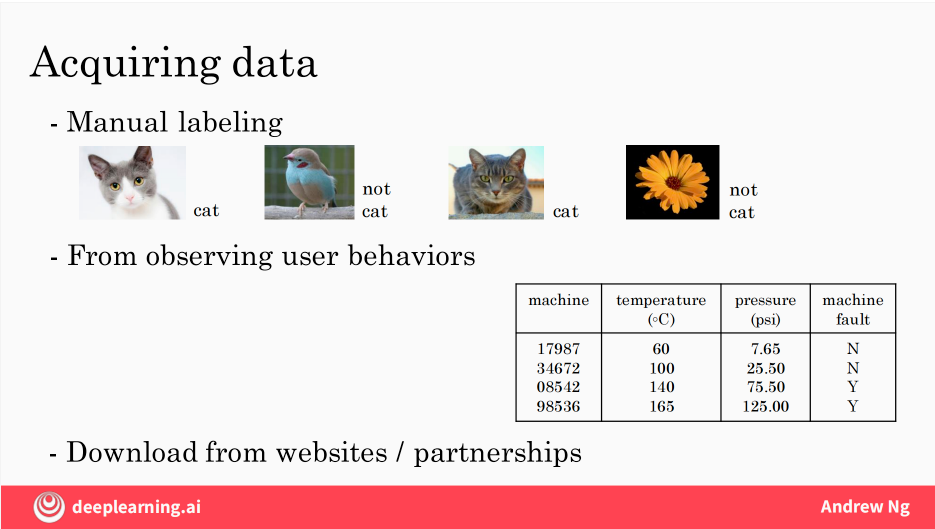 Acquiring data
- Manual labeling
cat
not
cat
cat
not
cat
- From observing user behaviors
machine temperature pressure machine
(◦C) (psi) fault
17987 60 7.65 N
34672 100 25.50 N
08542 140 75.50 Y
98536 165 125.00 Y
- Download from websites / partnerships
deeplearning.ai Andrew Ng